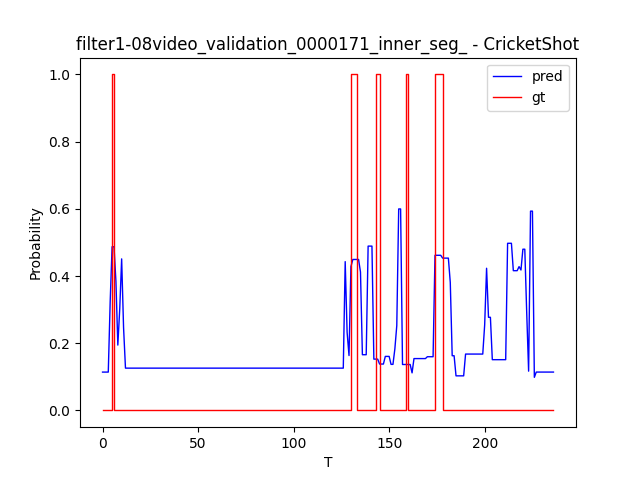 filter1-08video_validation_0000171_inner_seg_ - CricketShot
pred
gt
1.0
0.8
0.6
0.4
0.2
0.0
Probability
0
50
100
150
200
T